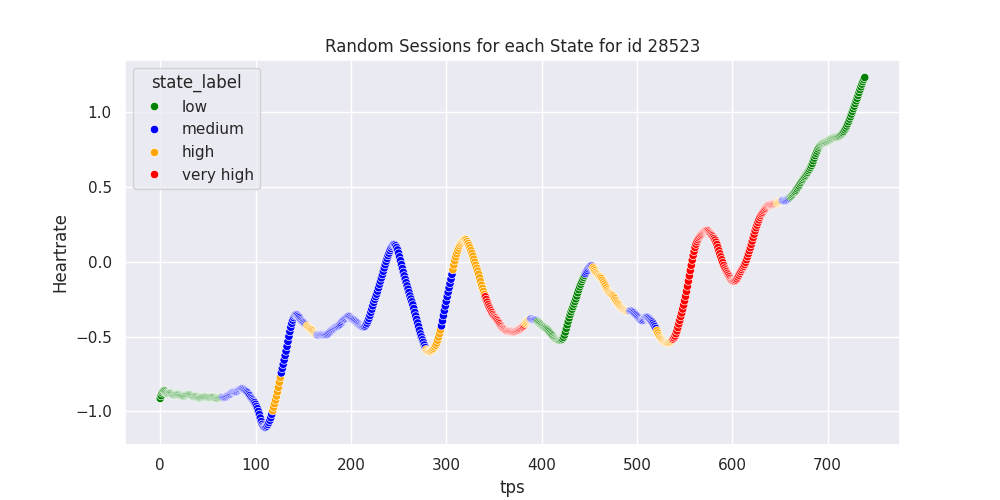 Random Sessions for each State for id 28523
state_label
low
medium
high
very high
1.0
0.5
0.0
−0.5
−1.0
Heartrate
0 100 200 300 400 500 600 700
tps